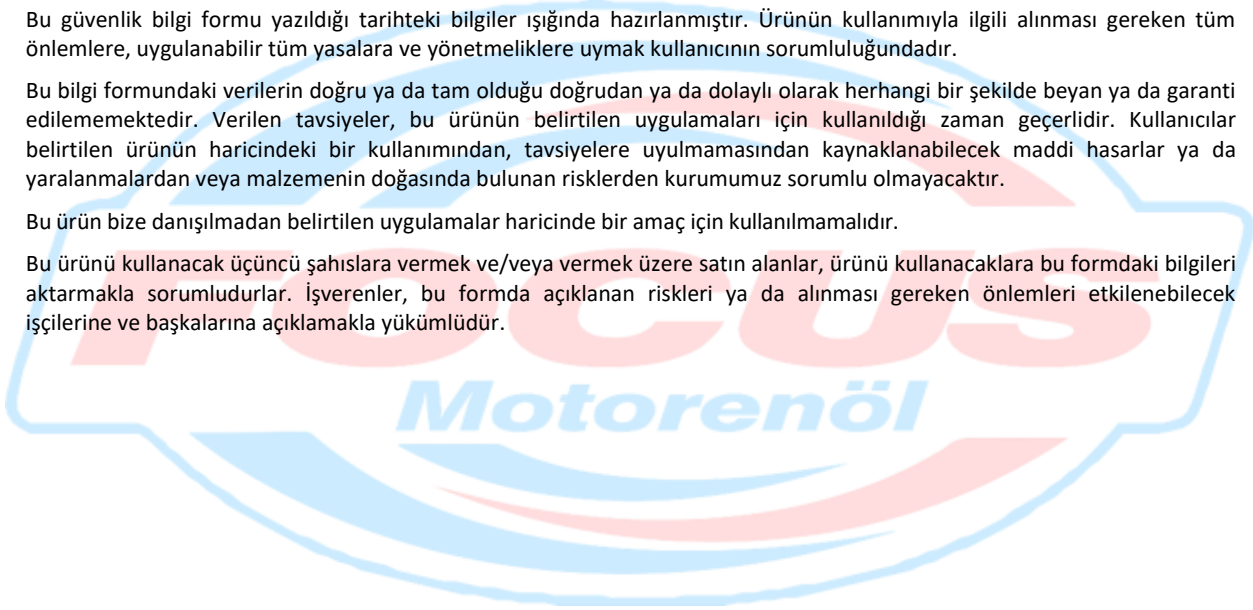 Bu güvenlik bilgi formu yazıldığı tarihteki bilgiler ışığında hazırlanmıştır. Ürünün kullanımıyla ilgili alınması gereken tüm
önlemlere, uygulanabilir tüm yasalara ve yönetmeliklere uymak kullanıcının sorumluluğundadır.
Bu bilgi formundaki verilerin doğru ya da tam olduğu doğrudan ya da dolaylı olarak herhangi bir şekilde beyan ya da garanti
edilememektedir. Verilen tavsiyeler, bu ürünün belirtilen uygulamaları için kullanıldığı zaman geçerlidir. Kullanıcılar
belirtilen ürünün haricindeki bir kullanımından, tavsiyelere uyulmamasından kaynaklanabilecek maddi hasarlar ya da
yaralanmalardan veya malzemenin doğasında bulunan risklerden kurumumuz sorumlu olmayacaktır.
Bu ürün bize danışılmadan belirtilen uygulamalar haricinde bir amaç için kullanılmamalıdır.
Bu ürünü kullanacak üçüncü şahıslara vermek ve/veya vermek üzere satın alanlar, ürünü kullanacaklara bu formdaki bilgileri
aktarmakla sorumludurlar. İşverenler, bu formda açıklanan riskleri ya da alınması gereken önlemleri etkilenebilecek
işçilerine ve başkalarına açıklamakla yükümlüdür.
FOCUS
Motorenöl